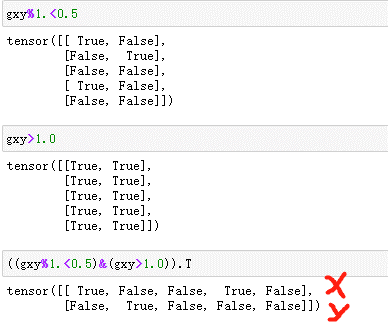 gxy%1.<0.5
tensor([[ True, False],
        [False,  True],
        [False, False],
        [ True, False],
        [False, False]])
gxy>1.0
tensor([[True, True],
        [True, True],
        [True, True],
        [True, True],
        [True, True]])
((gxy%1.<0.5)&(gxy>1.0)).T
tensor([[ True, False, False,  True, False], X
        [False,  True, False, False, False]]) y